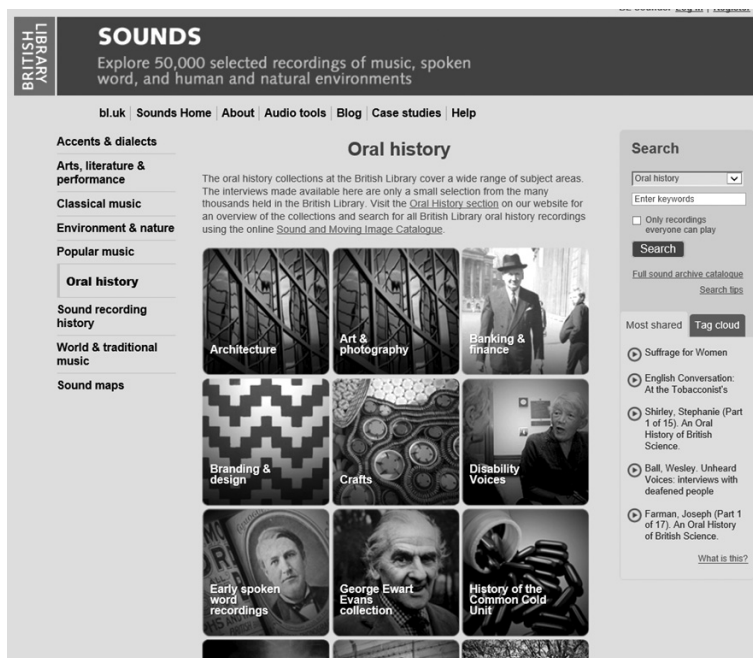 BL Sounds: Log in | Register
BRITISH
LIBRARY
SOUNDS
Explore 50,000 selected recordings of music, spoken
word, and human and natural environments
bl.uk | Sounds Home | About | Audio tools | Blog | Case studies | Help
Accents & dialects
Arts, literature &
performance
Classical music
Environment & nature
Popular music
Oral history
Sound recording
history
World & traditional
music
Sound maps
Oral history
The oral history collections at the British Library cover a wide range of subject areas.
The interviews made available here are only a small selection from the many
thousands held in the British Library. Visit the Oral History section on our website for
an overview of the collections and search for all British Library oral history recordings
using the online Sound and Moving Image Catalogue.
Architecture
Art &
photography
Banking &
finance
Branding &
design
Crafts
Disability
Voices
Early spoken
word
recordings
George Ewart
Evans
collection
History of the
Common Cold
Unit
Search
Oral history
Enter keywords
Only recordings
everyone can play
Search
Full sound archive catalogue
Search tips
Most shared
Tag cloud
Suffrage for Women
English Conversation:
At the Tobacconist's
Shirley, Stephanie (Part
1 of 15). An Oral
History of British
Science.
Ball, Wesley. Unheard
Voices: interviews with
deafened people
Farman, Joseph (Part 1
of 17). An Oral History
of British Science.
What is this?